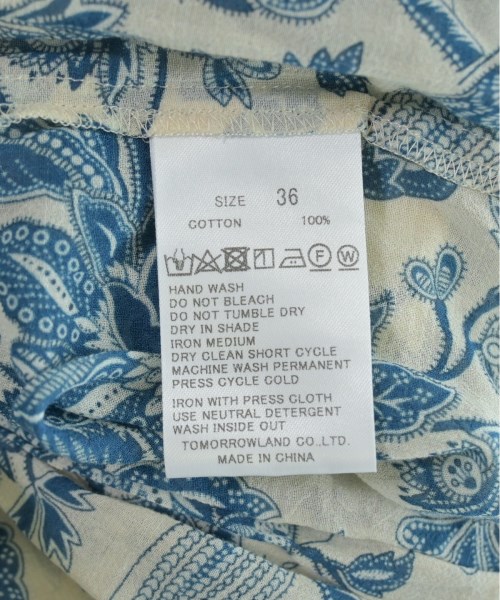 SIZE 36
COTTON 100%
F W
HAND WASH
DO NOT BLEACH
DO NOT TUMBLE DRY
DRY IN SHADE
IRON MEDIUM
DRY CLEAN SHORT CYCLE
MACHINE WASH PERMANENT
PRESS CYCLE COLD
IRON WITH PRESS CLOTH
USE NEUTRAL DETERGENT
WASH INSIDE OUT
TOMORROWLAND CO.,LTD.
MADE IN CHINA